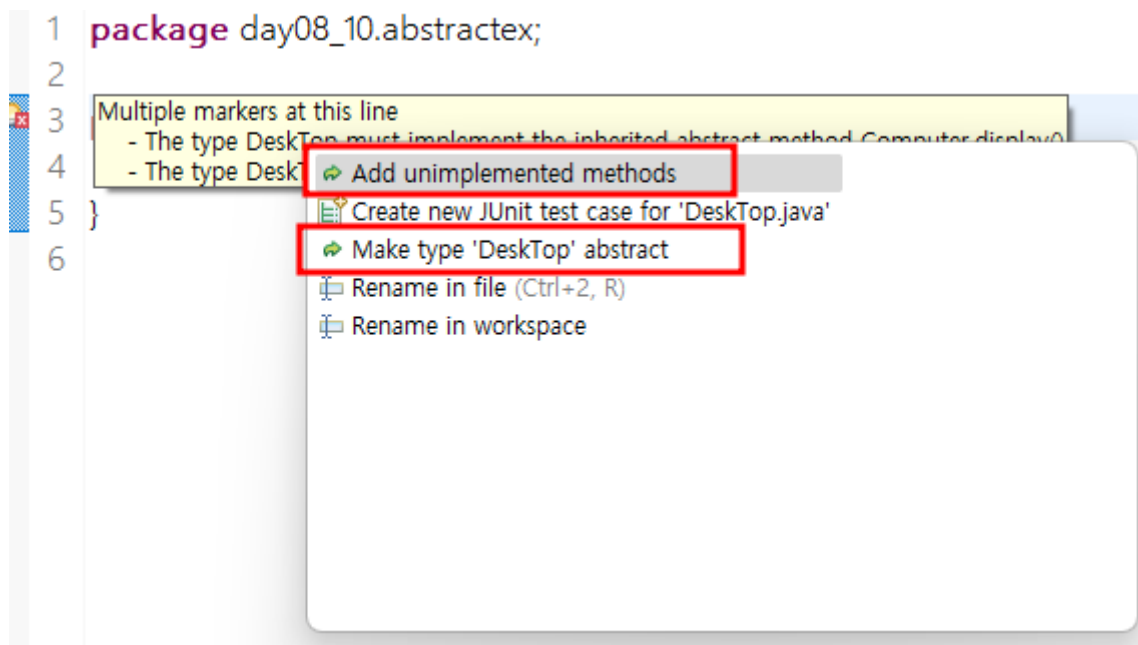 1 package day08_10.abstractex;
2
3
Multiple markers at this line
- The type DeskTop must implement the inherited abstract method Computer.display()
4
- The type DeskT
Add unimplemented methods
5 }
Create new JUnit test case for 'DeskTop.java'
Make type 'DeskTop' abstract
6
Rename in file (Ctrl+2, R)
Rename in workspace